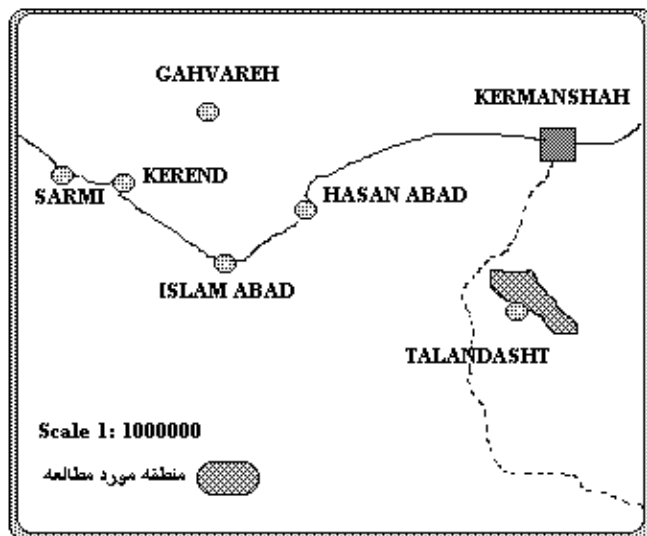 GAHVAREH
KERMANSHAH
KEREND
SARMI
HASAN ABAD
ISLAM ABAD
TALANDASHT
Scale 1: 1000000
منطقه مورد مطالعه